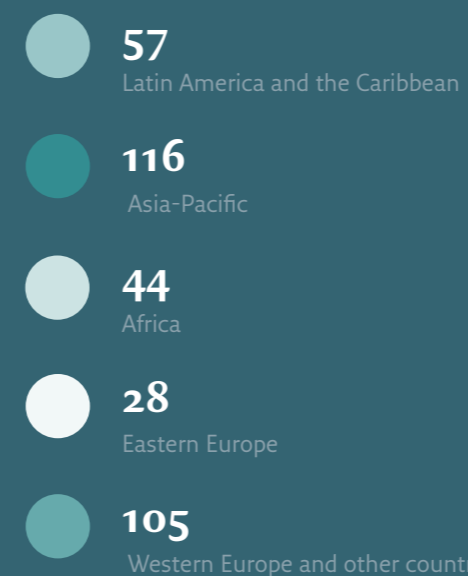 57
Latin America and the Caribbean
116
Asia-Pacific
44
Africa
28
Eastern Europe
105
Western Europe and other